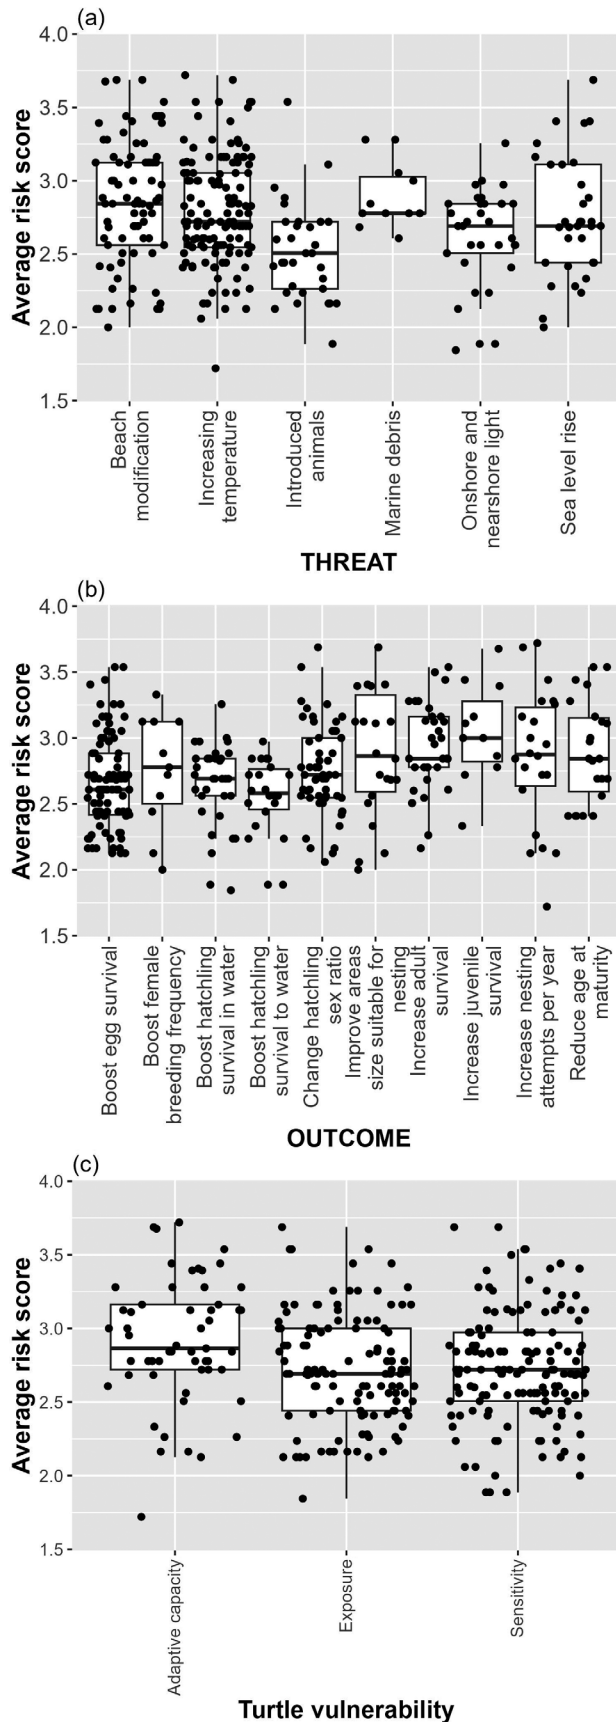 (a)
4.0
3.5
3.0
2.5
2.0
1.5
Average risk score
Beach
modification
Increasing
temperature
Introduced
animals
Marine debris
Onshore and
nearshore light
Sea level rise
THREAT
(b)
4.0
3.5
3.0
2.5
2.0
1.5
Average risk score
Boost egg survival
Boost female
breeding frequency
Boost hatchling
survival in water
Boost hatchling
survival to water
Change hatchling
sex ratio
Improve areas
size suitable for
nesting
Increase adult
survival
Increase juvenile
survival
Increase nesting
attempts per year
Reduce age at
maturity
OUTCOME
(c)
4.0
3.5
3.0
2.5
2.0
1.5
Average risk score
Adaptive capacity
Exposure
Sensitivity
Turtle vulnerability